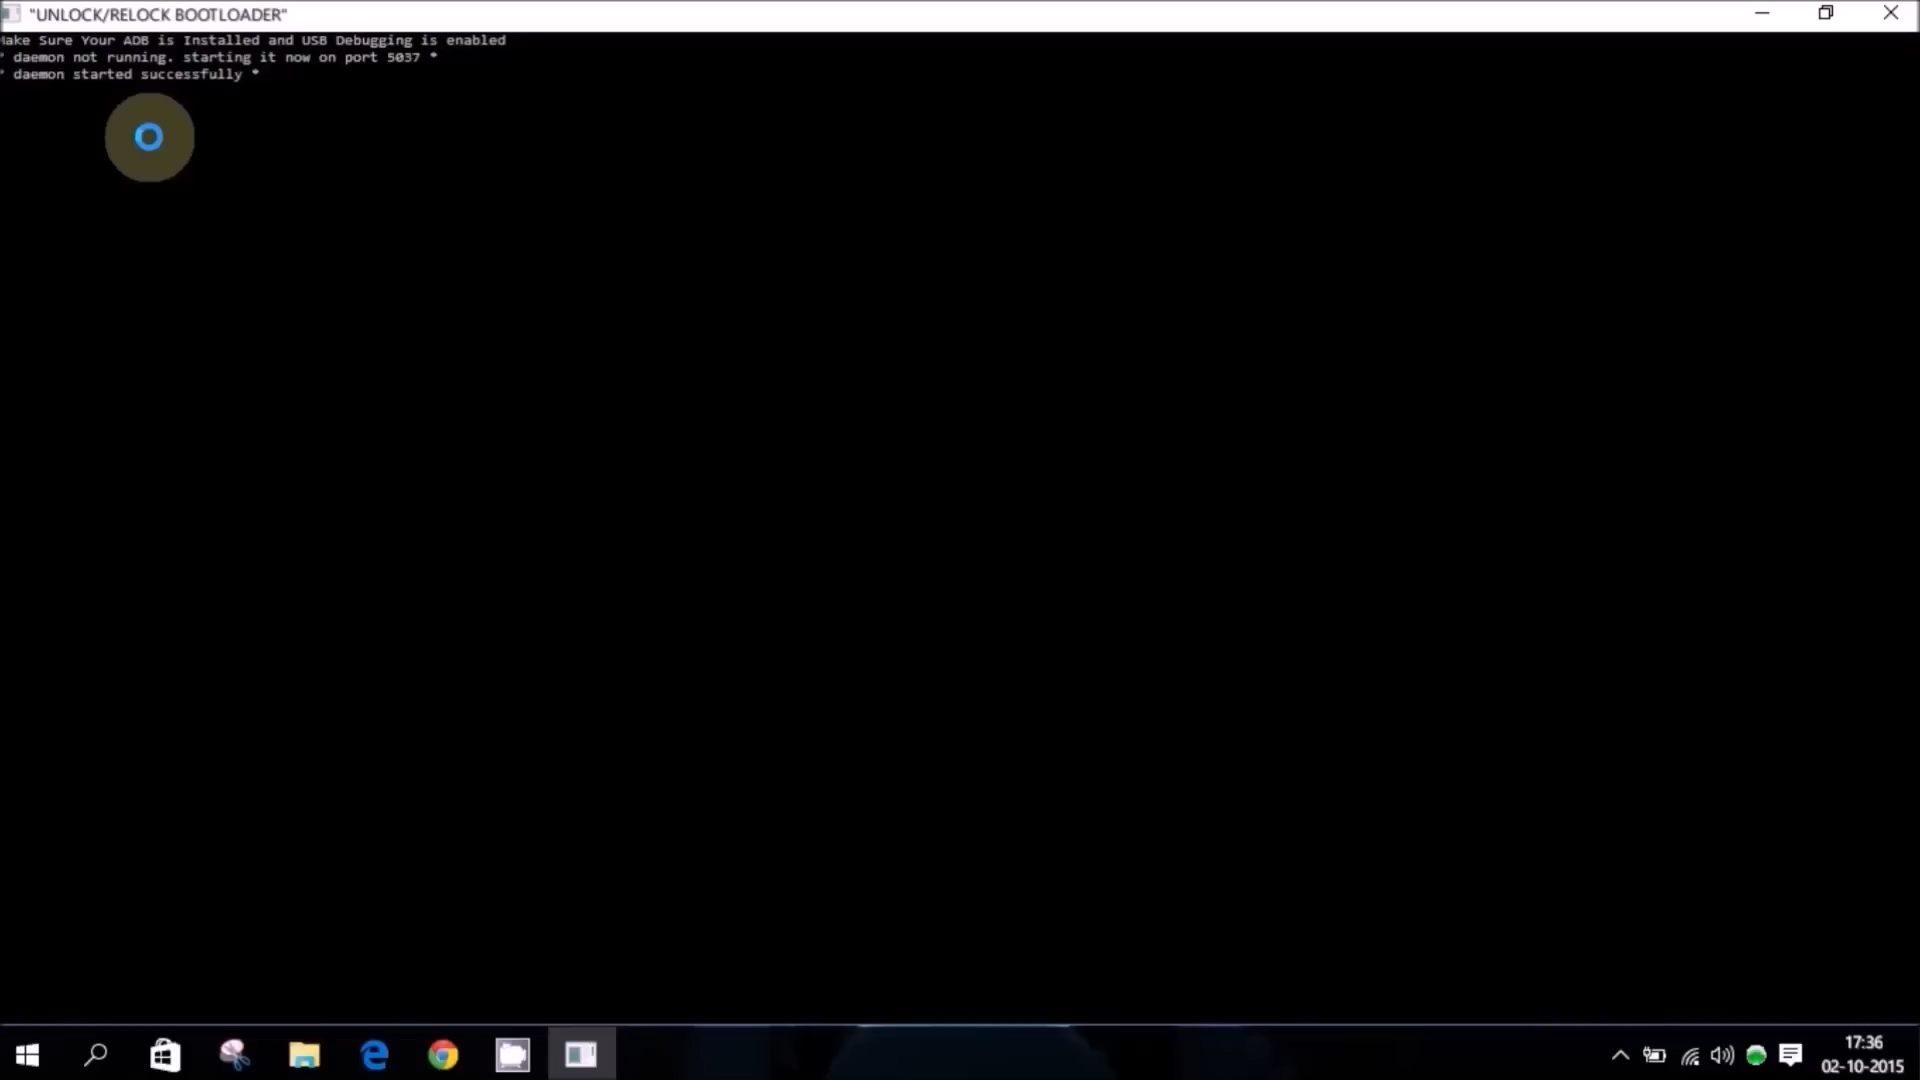 "UNLOCK/RELOCK BOOTLOADER"
Make Sure Your ADB is Installed and USB Debugging is enabled
* daemon not running. starting it now on port 5037 *
* daemon started successfully *
17:36
02-10-2015